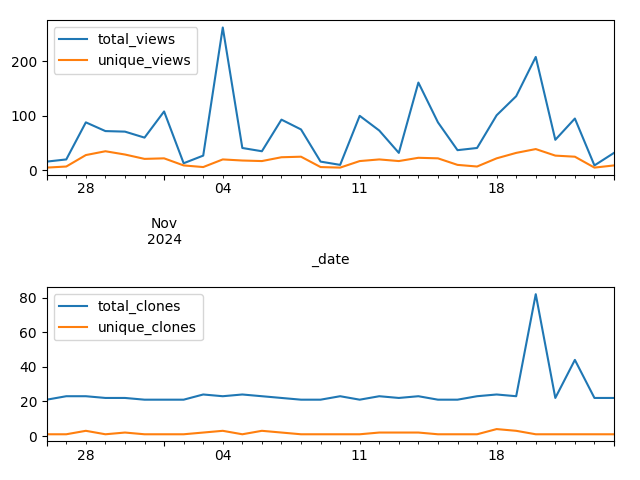 total_views
unique_views
200
100
0
28
04
11
18
Nov
2024
_date
total_clones
unique_clones
80
60
40
20
0
28
04
11
18